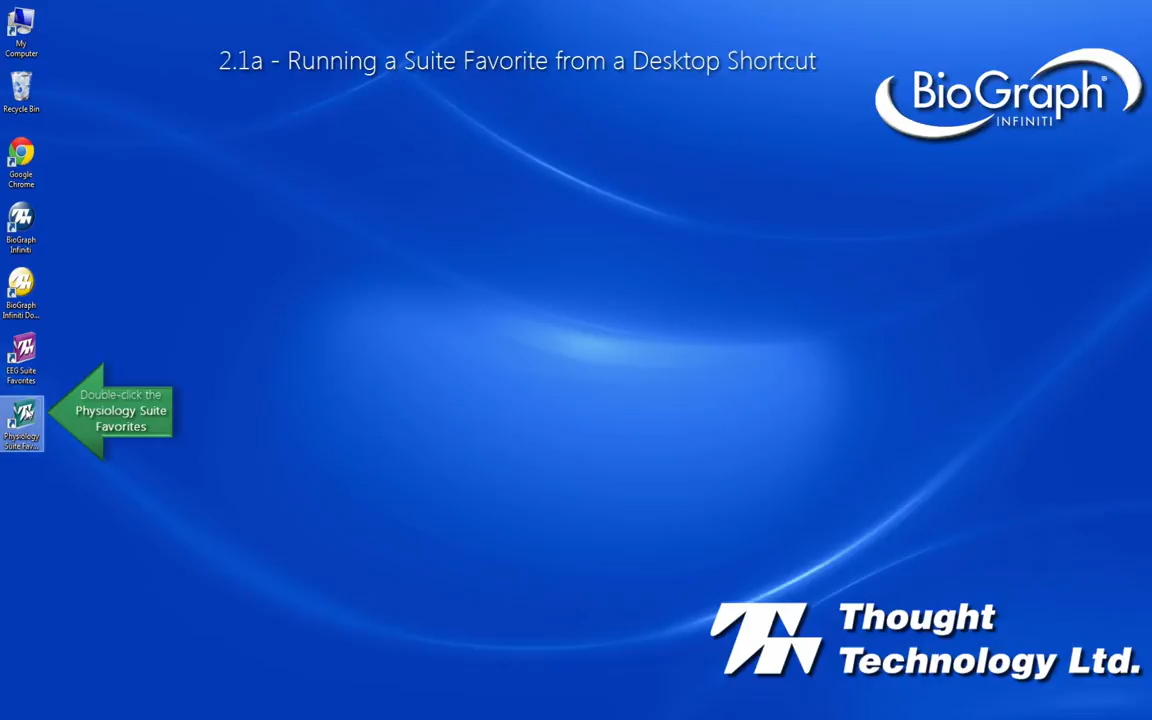 2.1a - Running a Suite Favorite from a Desktop Shortcut
BioGraph®
INFINITI
My
Computer
Recycle Bin
Google
Chrome
BioGraph
Infiniti
BioGraph
Infiniti Do...
EEG Suite
Favorites
Physiology
Suite Fav...
Double-click the
Physiology Suite
Favorites
Thought
Technology Ltd.